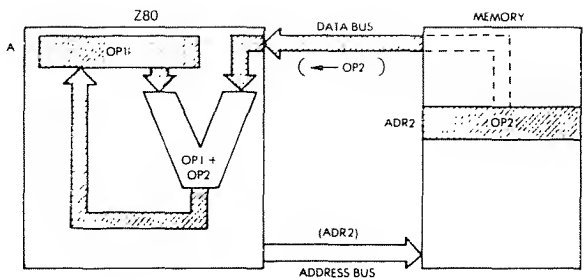 Z80
DATA BUS
MEMORY
A
OP1
( ← OP2 )
ADR2
OP2
OP1 +
OP2
(ADR2)
ADDRESS BUS